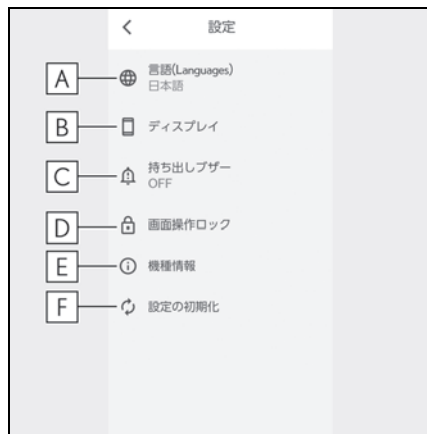 設定
A
言語(Languages)
日本語
B
ディスプレイ
C
持ち出しブザー
OFF
D
画面操作ロック
E
機種情報
F
設定の初期化